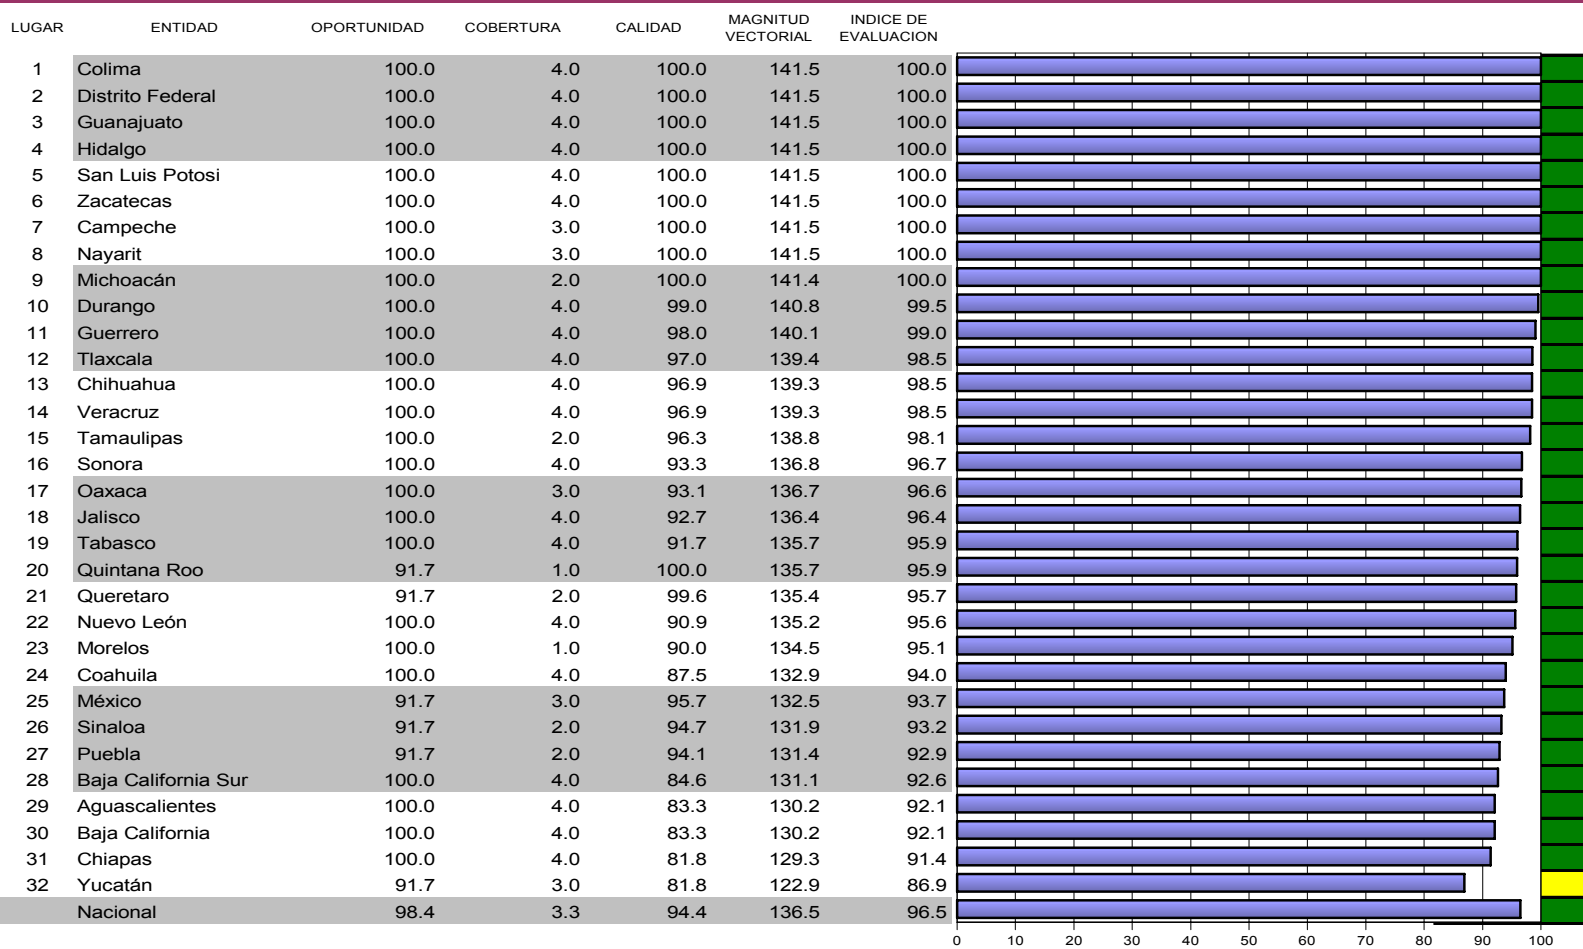 LUGAR ENTIDAD OPORTUNIDAD COBERTURA CALIDAD MAGNITUD VECTORIAL INDICE DE EVALUACION
1 Colima 100.0 4.0 100.0 141.5 100.0
2 Distrito Federal 100.0 4.0 100.0 141.5 100.0
3 Guanajuato 100.0 4.0 100.0 141.5 100.0
4 Hidalgo 100.0 4.0 100.0 141.5 100.0
5 San Luis Potosi 100.0 4.0 100.0 141.5 100.0
6 Zacatecas 100.0 4.0 100.0 141.5 100.0
7 Campeche 100.0 3.0 100.0 141.5 100.0
8 Nayarit 100.0 3.0 100.0 141.5 100.0
9 Michoacán 100.0 2.0 100.0 141.4 100.0
10 Durango 100.0 4.0 99.0 140.8 99.5
11 Guerrero 100.0 4.0 98.0 140.1 99.0
12 Tlaxcala 100.0 4.0 97.0 139.4 98.5
13 Chihuahua 100.0 4.0 96.9 139.3 98.5
14 Veracruz 100.0 4.0 96.9 139.3 98.5
15 Tamaulipas 100.0 2.0 96.3 138.8 98.1
16 Sonora 100.0 4.0 93.3 136.8 96.7
17 Oaxaca 100.0 3.0 93.1 136.7 96.6
18 Jalisco 100.0 4.0 92.7 136.4 96.4
19 Tabasco 100.0 4.0 91.7 135.7 95.9
20 Quintana Roo 91.7 1.0 100.0 135.7 95.9
21 Queretaro 91.7 2.0 99.6 135.4 95.7
22 Nuevo León 100.0 4.0 90.9 135.2 95.6
23 Morelos 100.0 1.0 90.0 134.5 95.1
24 Coahuila 100.0 4.0 87.5 132.9 94.0
25 México 91.7 3.0 95.7 132.5 93.7
26 Sinaloa 91.7 2.0 94.7 131.9 93.2
27 Puebla 91.7 2.0 94.1 131.4 92.9
28 Baja California Sur 100.0 4.0 84.6 131.1 92.6
29 Aguascalientes 100.0 4.0 83.3 130.2 92.1
30 Baja California 100.0 4.0 83.3 130.2 92.1
31 Chiapas 100.0 4.0 81.8 129.3 91.4
32 Yucatán 91.7 3.0 81.8 122.9 86.9
Nacional 98.4 3.3 94.4 136.5 96.5
0 10 20 30 40 50 60 70 80 90 100